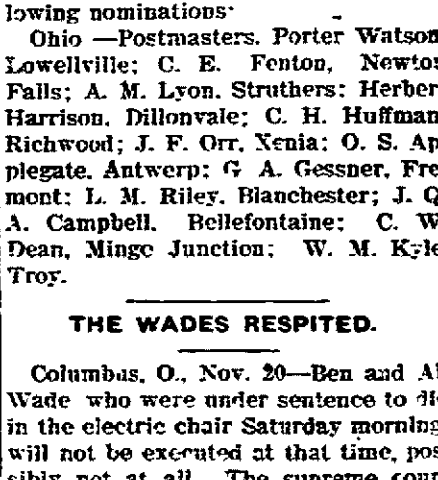 lowing nominations·
Ohio —Postmasters. Porter Watson
Lowellville; C. E. Fenton, Newto
Falls; A. M. Lyon. Struthers; Herber
Harrison, Dillonvale; C. H. Huffman
Richwood; J. F. Orr, Xenia; O. S. Ap
plegate, Antwerp; G A. Gessner, Fre
mont; L. M. Riley, Blanchester; J. Q
A. Campbell. Bellefontaine; C. W
Dean, Mingo Junction; W. M. Kyle
Troy.
THE WADES RESPITED.
Columbus, O., Nov. 20—Ben and Al
Wade who were under sentence to die
in the electric chair Saturday morning
will not be executed at that time, pos
sibly not at all. The supreme cour